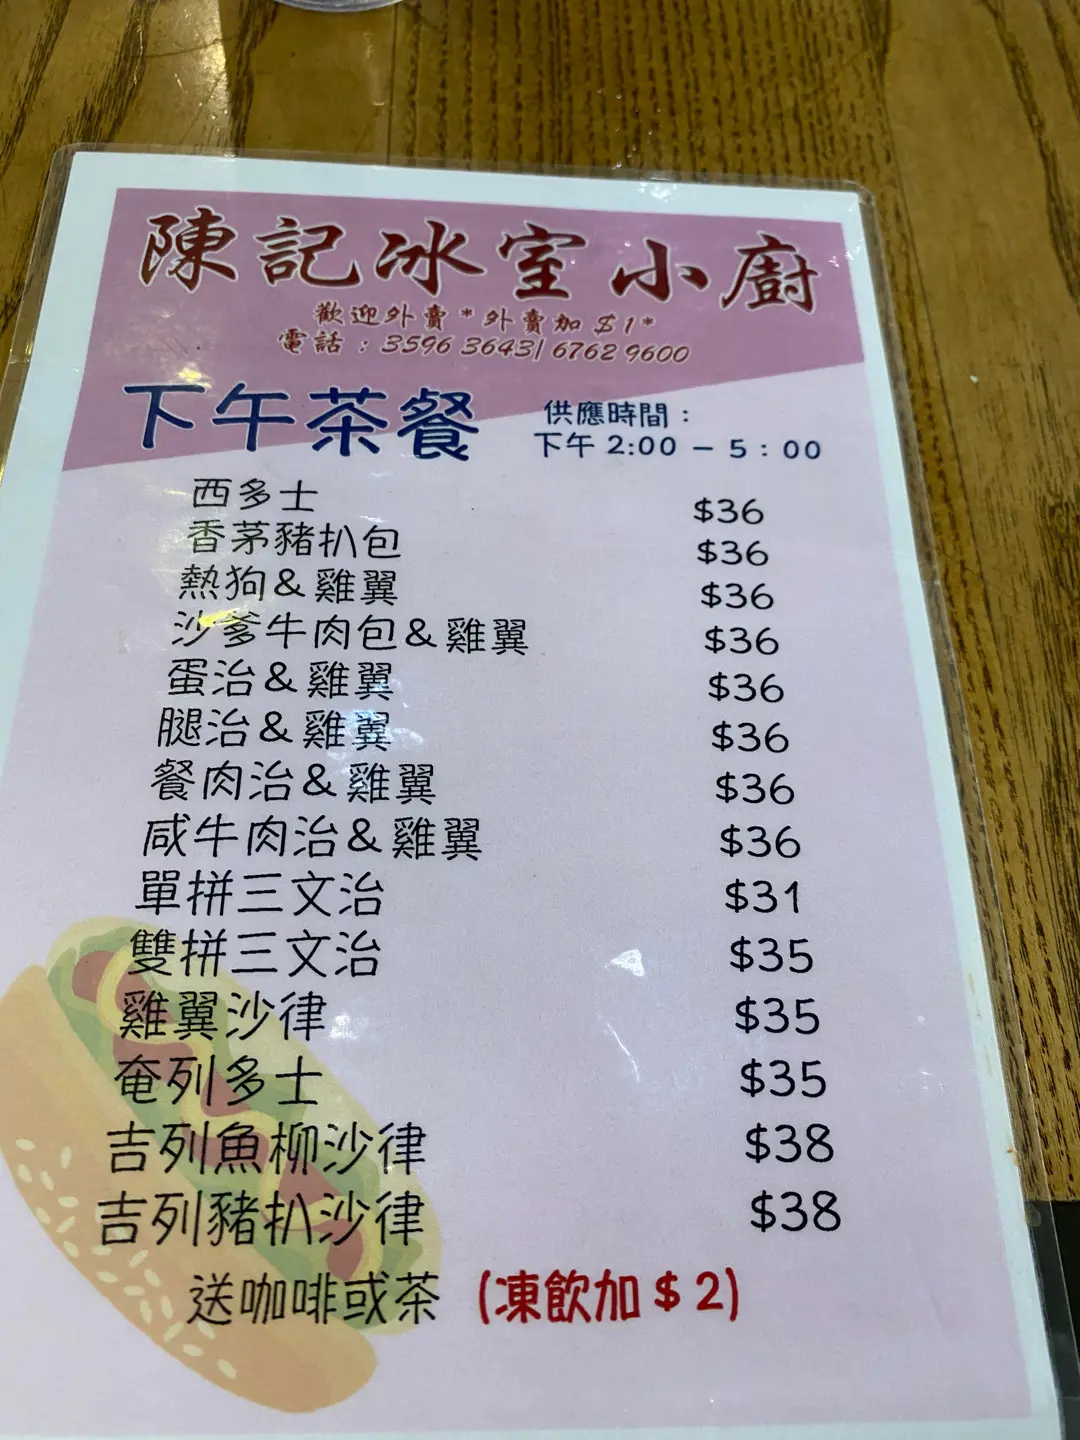 陳記冰室小廚
歡迎外賣*外賣加$1*
電話：3596 3643/ 6762 9600
下午茶餐
供應時間：
下午 2:00 – 5：00
西多士 $36
香茅豬扒包 $36
熱狗&雞翼 $36
沙爹牛肉包&雞翼 $36
蛋治&雞翼 $36
腿治&雞翼 $36
餐肉治&雞翼 $36
咸牛肉治&雞翼 $36
單拼三文治 $31
雙拼三文治 $35
雞翼沙律 $35
奄列多士 $35
吉列魚柳沙律 $38
吉列豬扒沙律 $38
送咖啡或茶 (凍飲加$2)